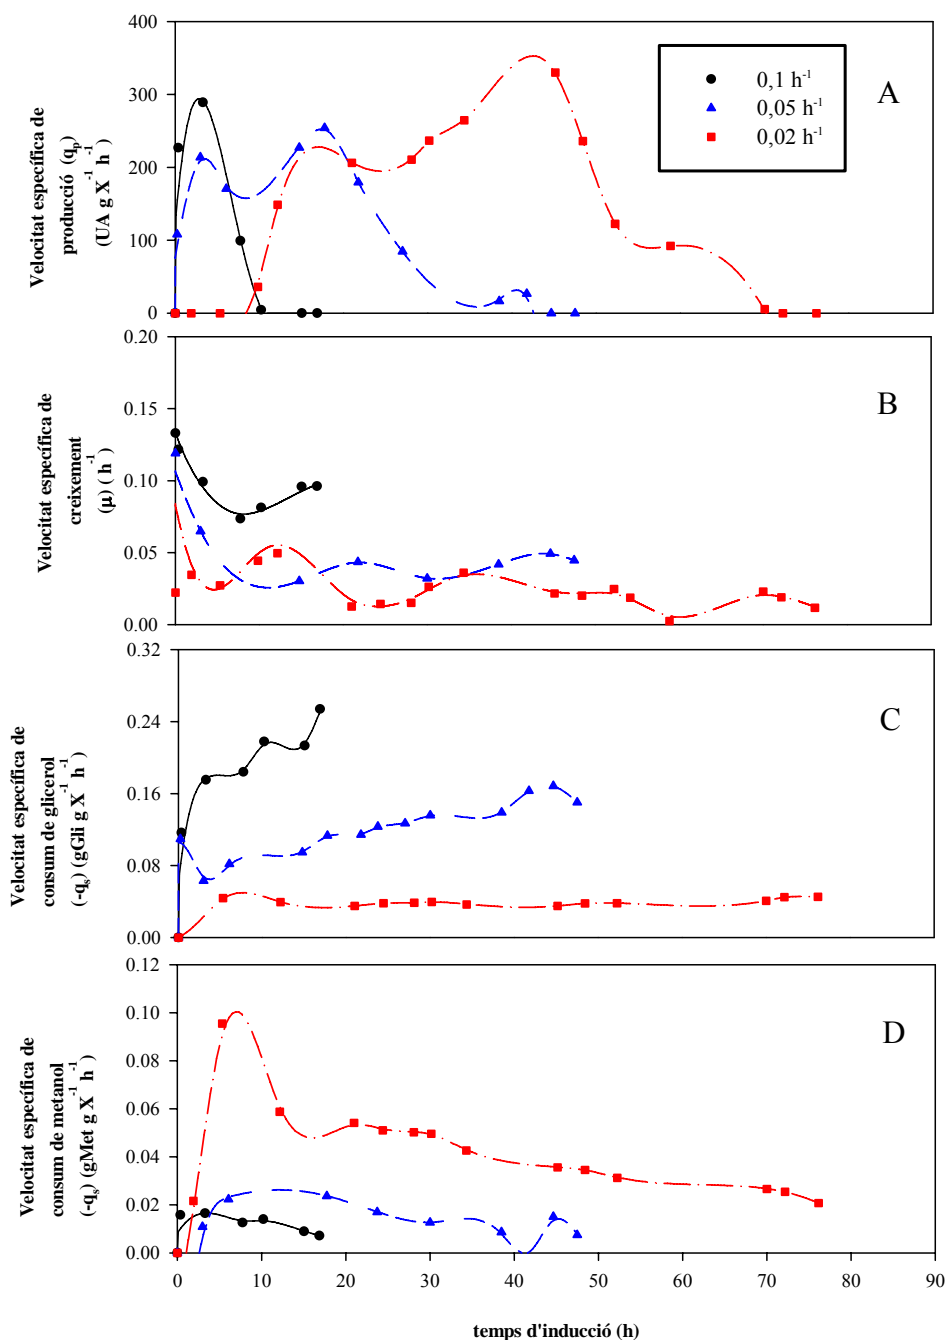 Velocitat específica de
producció (qp)
(UA g X-1 h-1)
400
300
200
100
0
A
0,1 h-1
0,05 h-1
0,02 h-1
Velocitat específica de
creixement
(μ) (h-1)
0.20
0.15
0.10
0.05
0.00
B
Velocitat específica de
consum de glicerol
(-qs) (gGli g X-1 h-1)
0.32
0.24
0.16
0.08
0.00
C
Velocitat específica de
consum de metanol
(-qs) (gMet g X-1 h-1)
0.12
0.10
0.08
0.06
0.04
0.02
0.00
D
0 10 20 30 40 50 60 70 80 90
temps d'inducció (h)